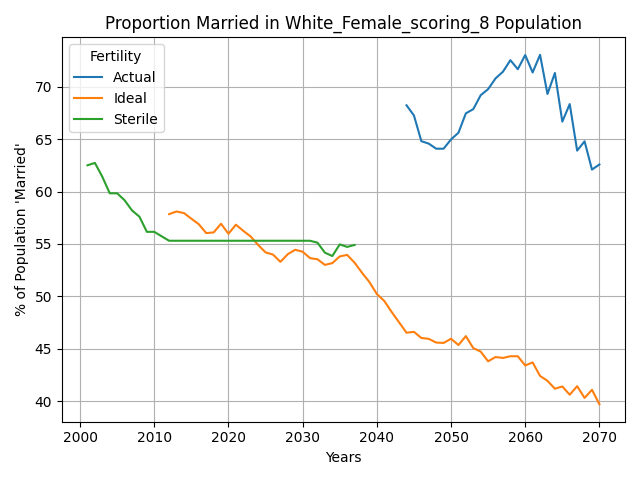 Proportion Married in White_Female_scoring_8 Population
Fertility
Actual
Ideal
Sterile
% of Population 'Married'
70
65
60
55
50
45
40
2000 2010 2020 2030 2040 2050 2060 2070
Years